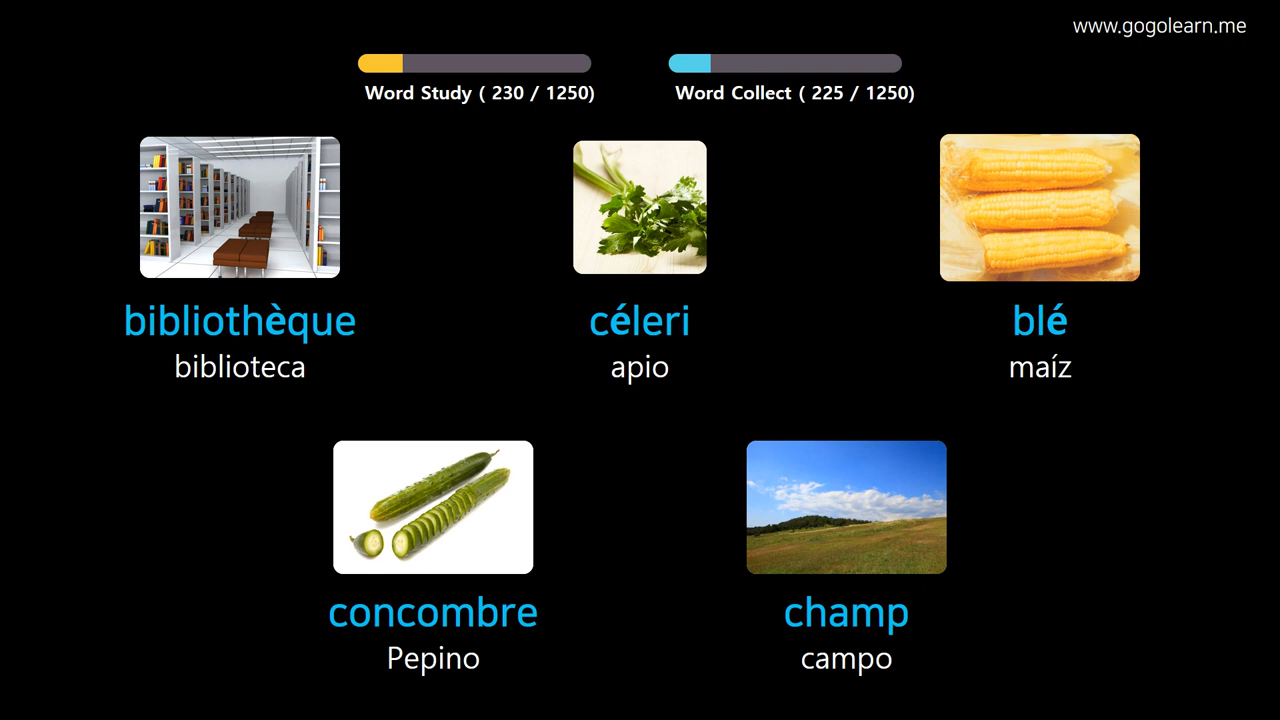 www.gogolearn.me
Word Study ( 230 / 1250)
Word Collect ( 225 / 1250)
bibliothèque
biblioteca
céleri
apio
blé
maíz
concombre
Pepino
champ
campo